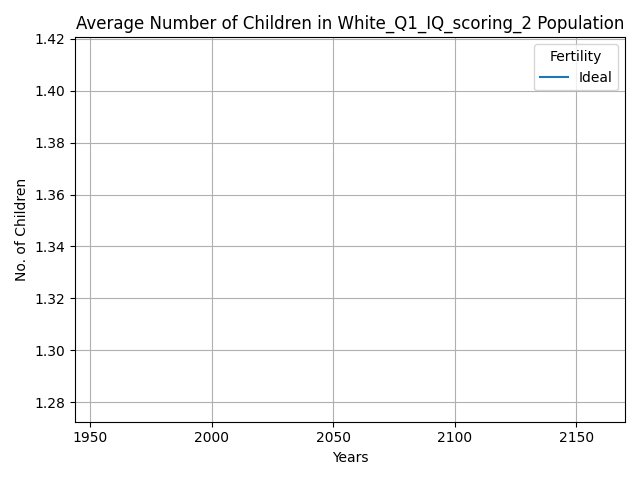 Average Number of Children in White_Q1_IQ_scoring_2 Population
1.42
1.40
1.38
1.36
1.34
1.32
1.30
1.28
No. of Children
Fertility
Ideal
1950
2000
2050
2100
2150
Years